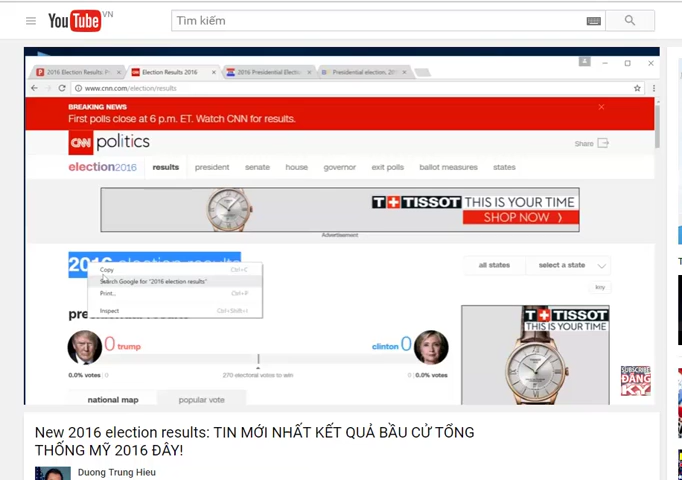 YouTube VN
Tìm kiếm
2016 Election Results: P
Election Results 2016
2016 Presidential Electio
Presidential election, 20
www.cnn.com/election/results
BREAKING NEWS
First polls close at 6 p.m. ET. Watch CNN for results.
CNN politics
Share
election2016 results president senate house governor exit polls ballot measures states
T+TISSOT THIS IS YOUR TIME
SHOP NOW
Advertisement
2016 election results
all states select a state
Copy Ctrl+C
Search Google for "2016 election results"
Print... Ctrl+P
key
Inspect Ctrl+Shift+I
T+TISSOT
THIS IS YOUR TIME
0 trump
clinton 0
0.0% votes 0
270 electoral votes to win
0 0.0% votes
national map popular vote
SUBSCRIBE
ĐĂNG
KÝ
New 2016 election results: TIN MỚI NHẤT KẾT QUẢ BẦU CỬ TỔNG
THỐNG MỸ 2016 ĐÂY!
Duong Trung Hieu